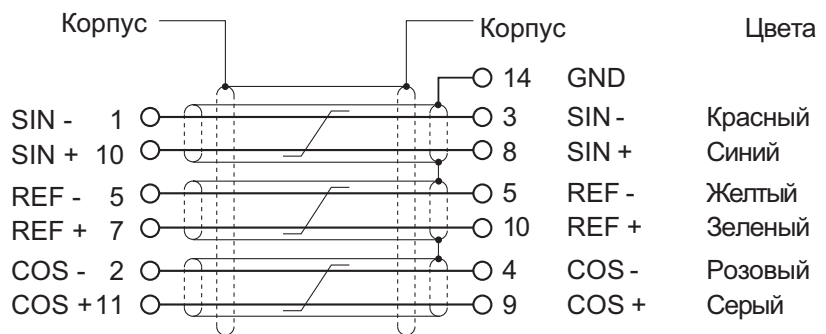 Корпус Корпус Цвета
14 GND
SIN - 1 3 SIN - Красный
SIN + 10 8 SIN + Синий
REF - 5 5 REF - Желтый
REF + 7 10 REF + Зеленый
COS - 2 4 COS - Розовый
COS + 11 9 COS + Серый